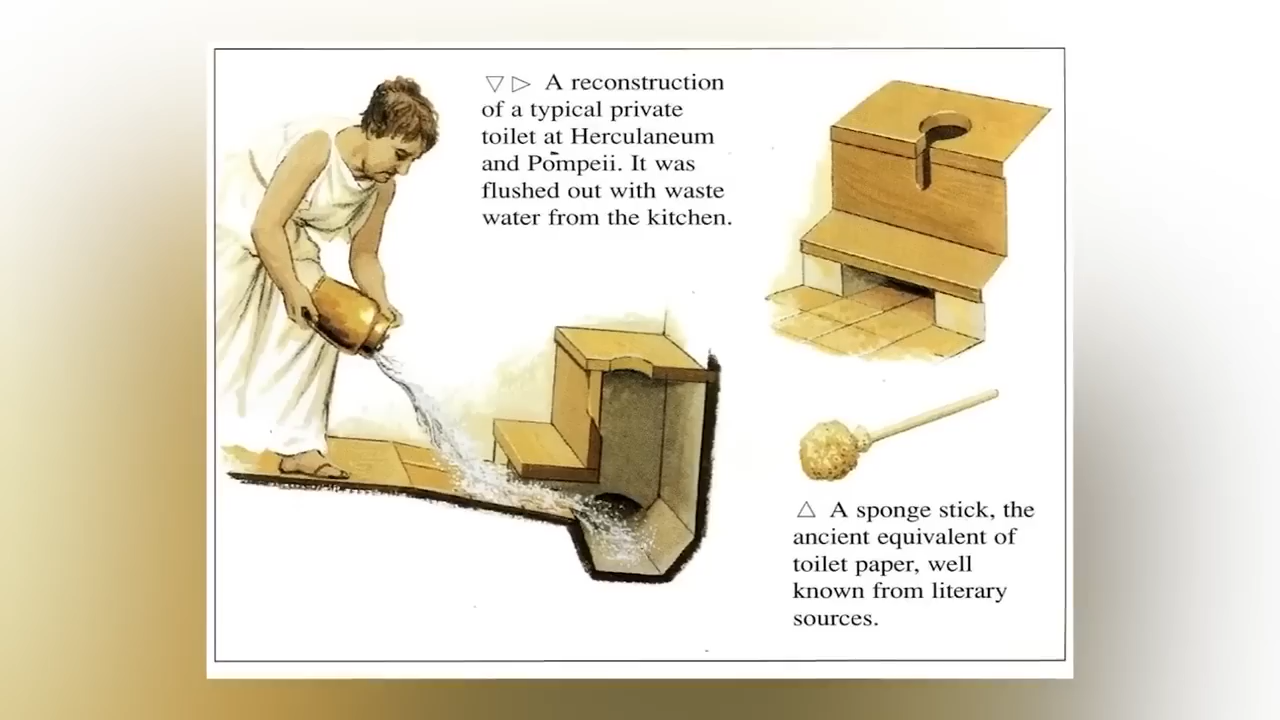 ▽ ▷ A reconstruction
of a typical private
toilet at Herculaneum
and Pompeii. It was
flushed out with waste
water from the kitchen.
△ A sponge stick, the
ancient equivalent of
toilet paper, well
known from literary
sources.